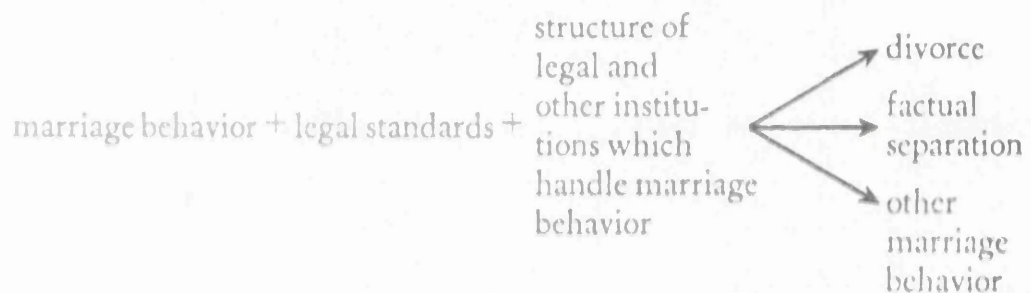 marriage behavior + legal standards +
structure of
legal and
other institu-
tions which
handle marriage
behavior
divorce
factual
separation
other
marriage
behavior